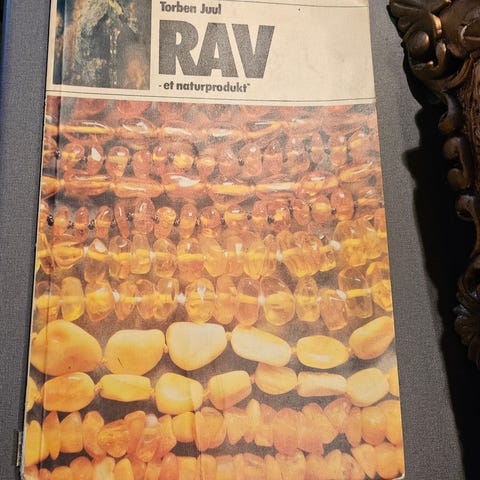 Torben Juul
RAV
- et naturprodukt